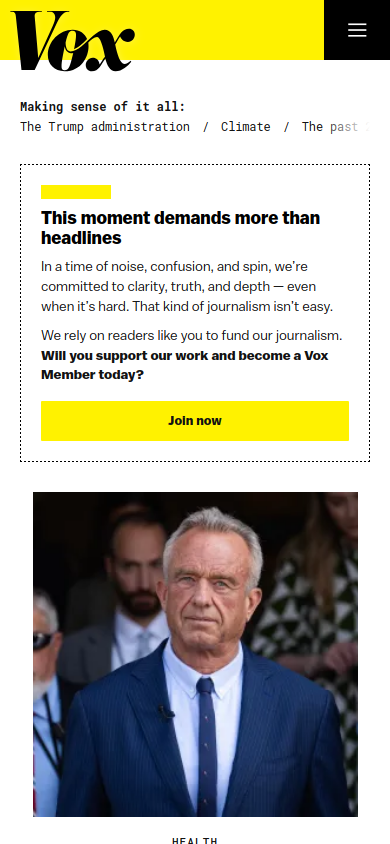 Vox
Making sense of it all:
The Trump administration / Climate / The past
This moment demands more than
headlines
In a time of noise, confusion, and spin, we’re
committed to clarity, truth, and depth — even
when it’s hard. That kind of journalism isn’t easy.
We rely on readers like you to fund our journalism.
Will you support our work and become a Vox
Member today?
Join now
HEALTH